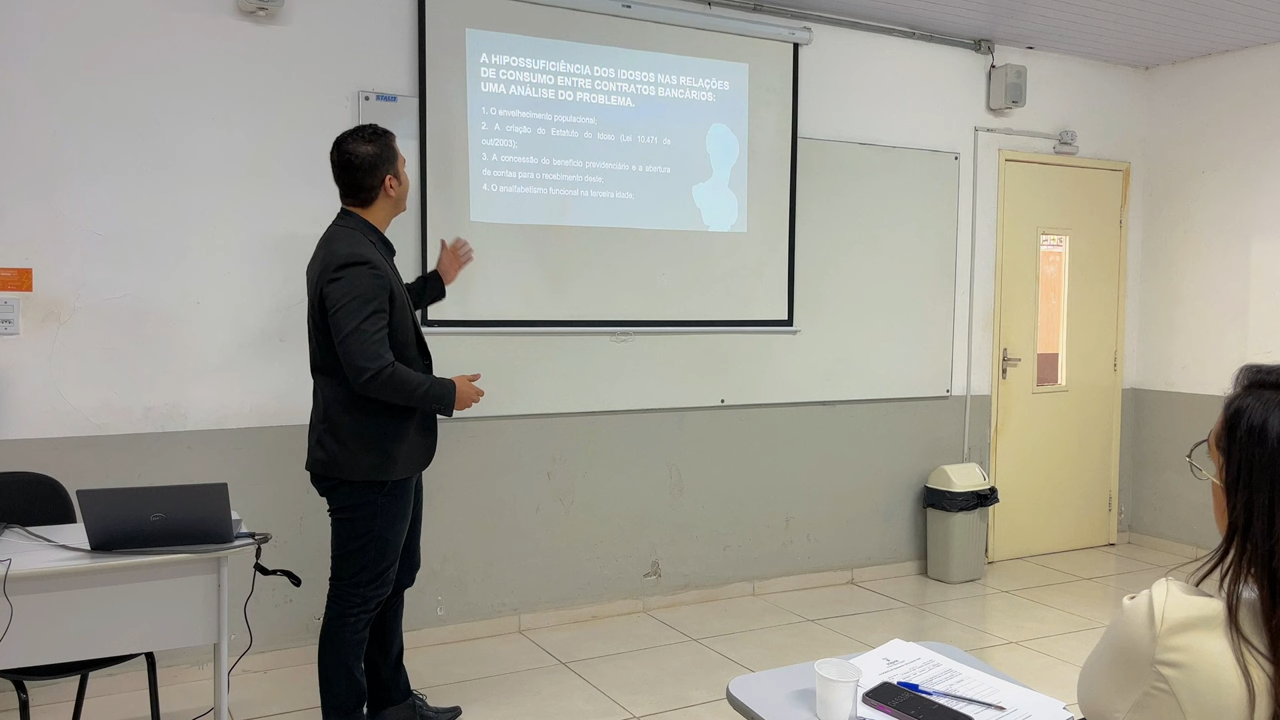 A HIPOSSUFICIÊNCIA DOS IDOSOS NAS RELAÇÕES
DE CONSUMO ENTRE CONTRATOS BANCÁRIOS:
UMA ANÁLISE DO PROBLEMA.
1. O envelhecimento populacional;
2. A criação do Estatuto do Idoso (Lei 10.471 de
out/2003);
3. A concessão do benefício previdenciário e a abertura
de contas para o recebimento deste;
4. O analfabetismo funcional na terceira idade;